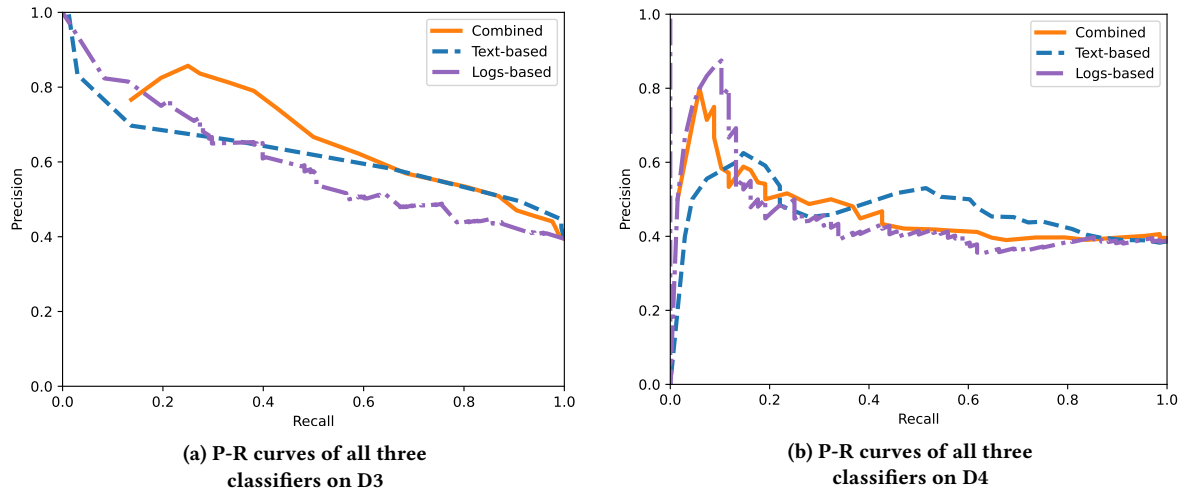 1.0
0.8
0.6
0.4
0.2
0.0
Precision
0.0 0.2 0.4 0.6 0.8 1.0
Recall
Combined
Text-based
Logs-based
(a) P-R curves of all three
classifiers on D3
1.0
0.8
0.6
0.4
0.2
0.0
Precision
0.0 0.2 0.4 0.6 0.8 1.0
Recall
Combined
Text-based
Logs-based
(b) P-R curves of all three
classifiers on D4